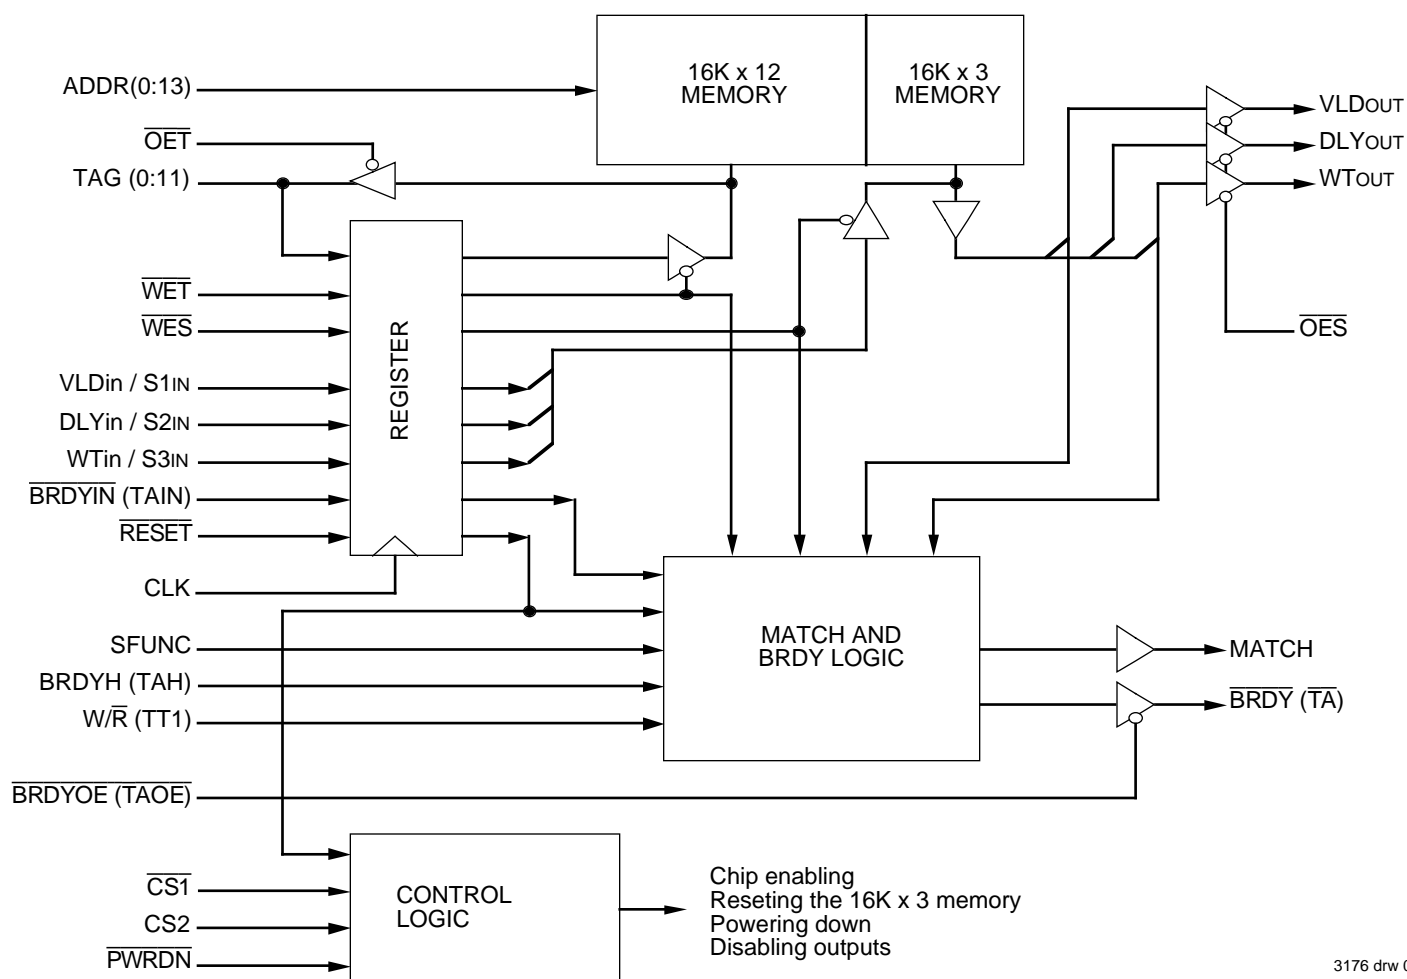 16K x 12
MEMORY
16K x 3
MEMORY
ADDR(0:13)
OET
TAG (0:11)
VLDOUT
DLYOUT
WTOUT
WET
WES
OES
REGISTER
VLDin / S1IN
DLYin / S2IN
WTin / S3IN
BRDYIN (TAIN)
RESET
CLK
SFUNC
BRDYH (TAH)
W/R (TT1)
MATCH AND
BRDY LOGIC
MATCH
BRDY (TA)
BRDYOE (TAOE)
CS1
CS2
PWRDN
CONTROL
LOGIC
Chip enabling
Reseting the 16K x 3 memory
Powering down
Disabling outputs
3176 drw 0